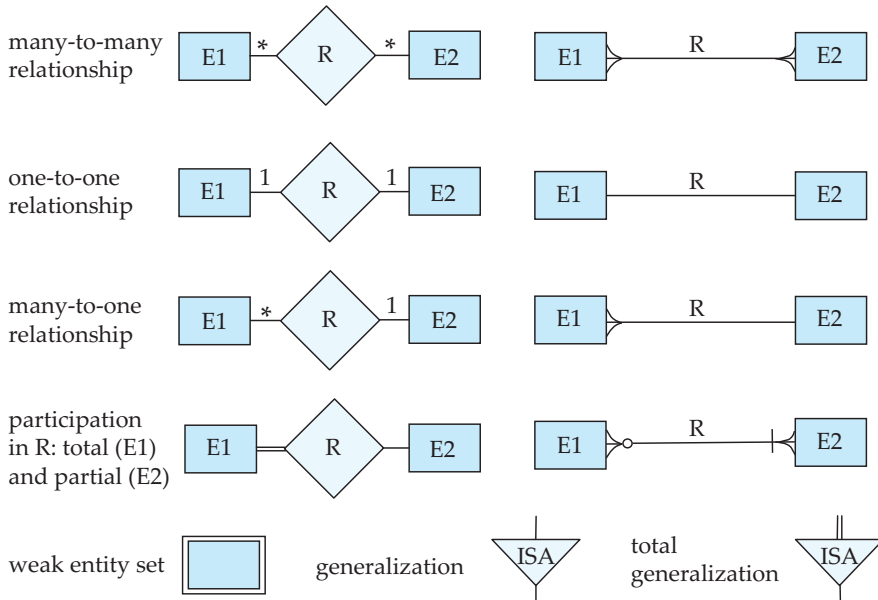 many-to-many
relationship
E1 * R * E2
E1 R E2
one-to-one
relationship
E1 1 R 1 E2
E1 R E2
many-to-one
relationship
E1 * R 1 E2
E1 R E2
participation
in R: total (E1)
and partial (E2)
E1 R E2
E1 R E2
weak entity set
generalization
ISA
total
generalization
ISA